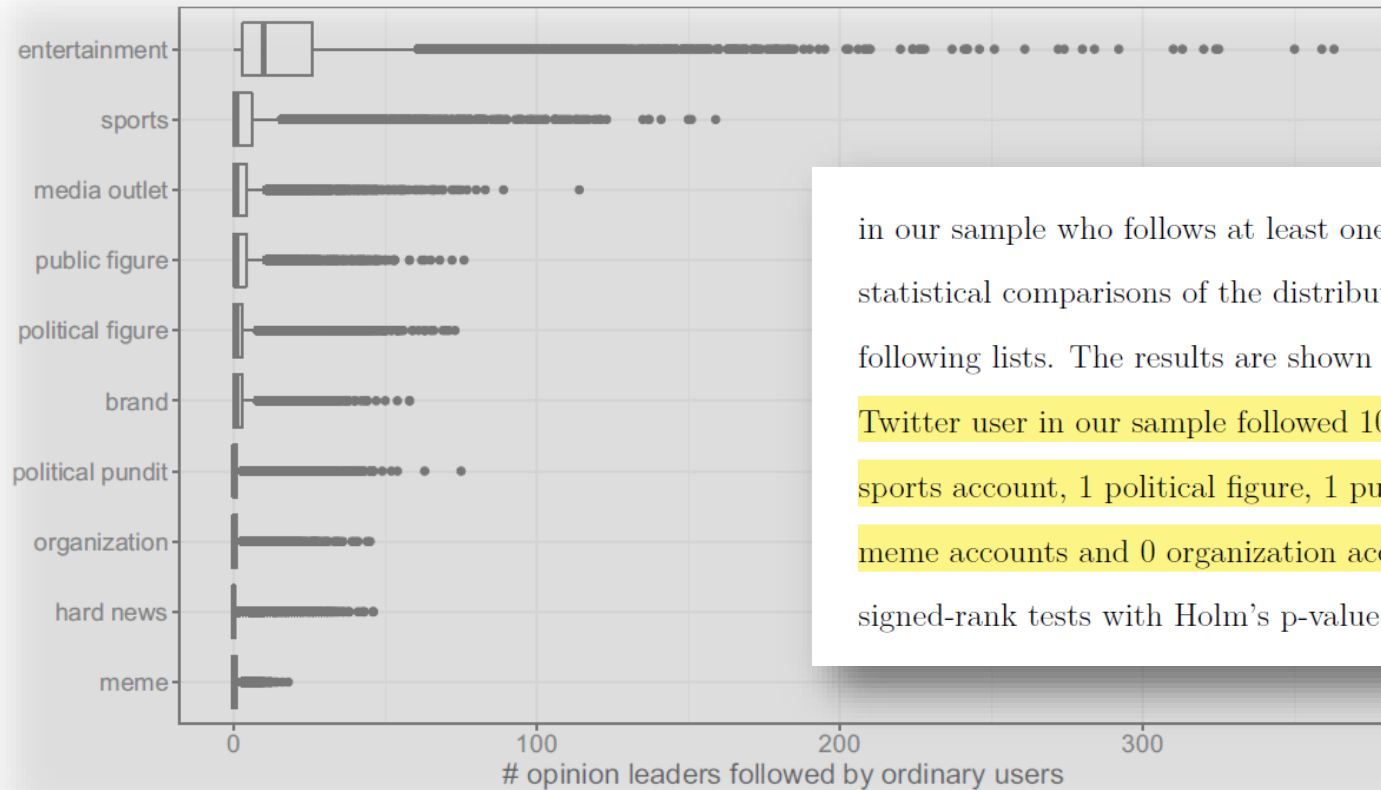 entertainment
sports
media outlet
public figure
political figure
brand
political pundit
organization
hard news
meme
0 100 200 300
# opinion leaders followed by ordinary users
in our sample who follows at least one
statistical comparisons of the distribu
following lists. The results are shown
Twitter user in our sample followed 10
sports account, 1 political figure, 1 pu
meme accounts and 0 organization acc
signed-rank tests with Holm's p-value